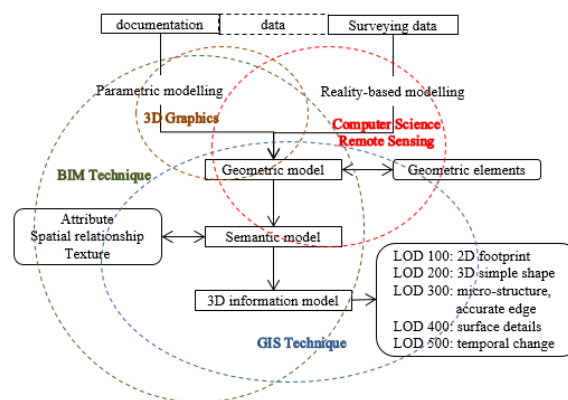 documentation data Surveying data
Parametric modelling Reality-based modelling
3D Graphics Computer Science
Remote Sensing
Geometric model Geometric elements
BIM Technique
Attribute
Spatial relationship
Texture
Semantic model
LOD 100: 2D footprint
LOD 200: 3D simple shape
LOD 300: micro-structure,
accurate edge
LOD 400: surface details
LOD 500: temporal change
3D information model
GIS Technique